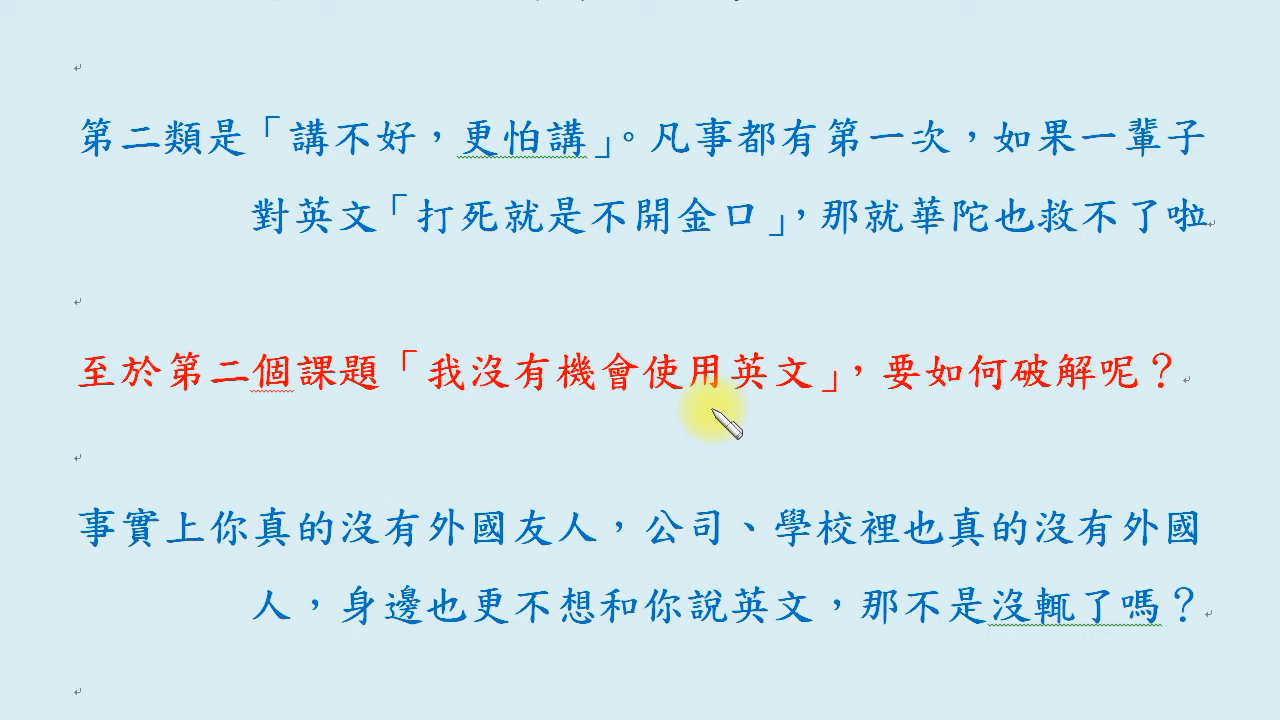 第二類是「講不好，更怕講」。凡事都有第一次，如果一輩子
對英文「打死就是不開金口」，那就華陀也救不了啦
至於第二個課題「我沒有機會使用英文」，要如何破解呢？
事實上你真的沒有外國友人，公司、學校裡也真的沒有外國
人，身邊也更不想和你說英文，那不是沒輒了嗎？